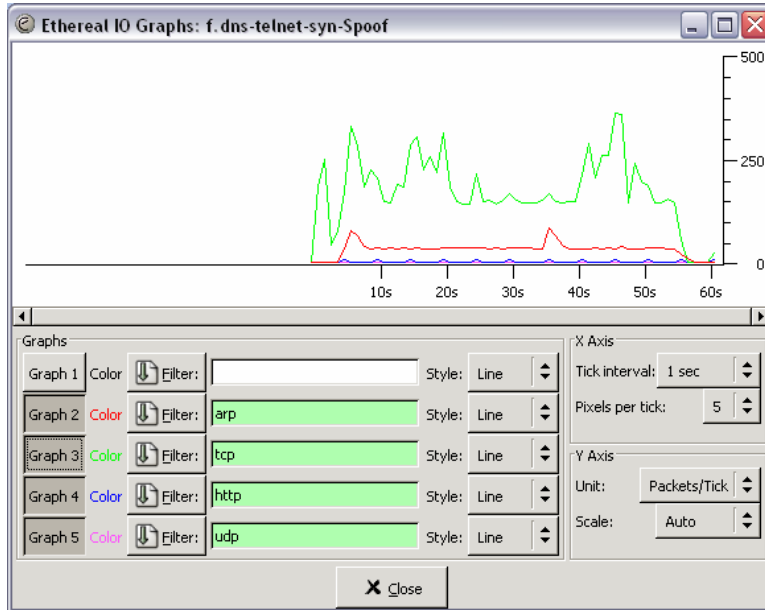 Ethereal IO Graphs: f.dns-telnet-syn-Spoof
500
250
0
10s 20s 30s 40s 50s 60s
Graphs
Graph 1 Color Filter: Style: Line
Graph 2 Color Filter: arp Style: Line
Graph 3 Color Filter: tcp Style: Line
Graph 4 Color Filter: http Style: Line
Graph 5 Color Filter: udp Style: Line
X Axis
Tick interval: 1 sec
Pixels per tick: 5
Y Axis
Unit: Packets/Tick
Scale: Auto
Close